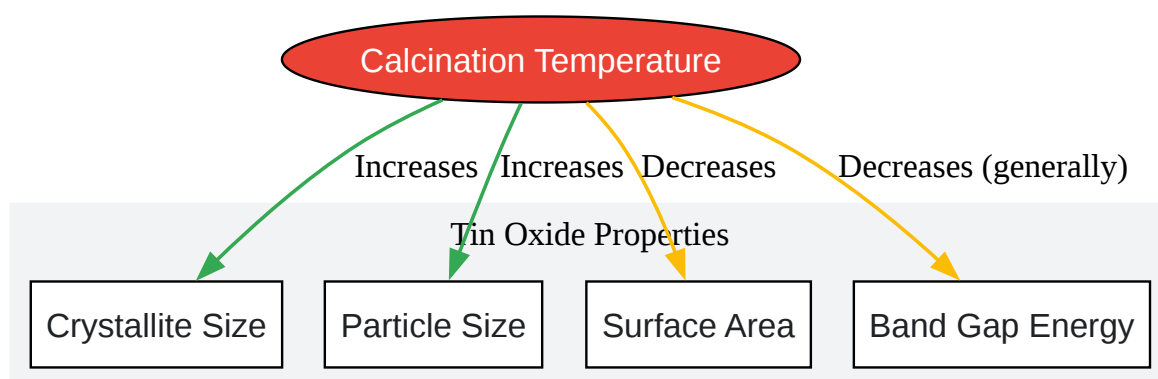 Calcination Temperature
Increases
Increases
Decreases
Decreases (generally)
Tin Oxide Properties
Crystallite Size
Particle Size
Surface Area
Band Gap Energy